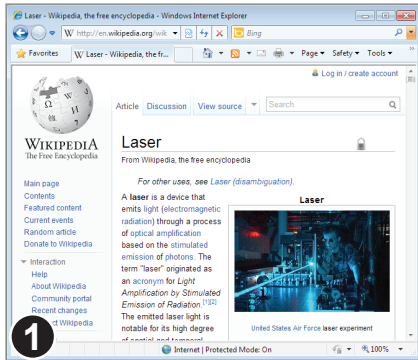 Laser - Wikipedia, the free encyclopedia - Windows Internet Explorer
W http://en.wikipedia.org/wik Bing
Favorites W Laser - Wikipedia, the fr... Page Safety Tools
Log in / create account
Article Discussion View source Search
WIKIPEDIA
The Free Encyclopedia
Main page
Contents
Featured content
Current events
Random article
Donate to Wikipedia
Interaction
Help
About Wikipedia
Community portal
Recent changes
Wikipedia
Laser
From Wikipedia, the free encyclopedia
For other uses, see Laser (disambiguation).
A laser is a device that
emits light (electromagnetic
radiation) through a process
of optical amplification
based on the stimulated
emission of photons. The
term "laser" originated as
an acronym for Light
Amplification by Stimulated
Emission of Radiation.[1][2]
The emitted laser light is
notable for its high degree
of spatial and temporal
Laser
United States Air Force laser experiment
1
Internet | Protected Mode: On 100%